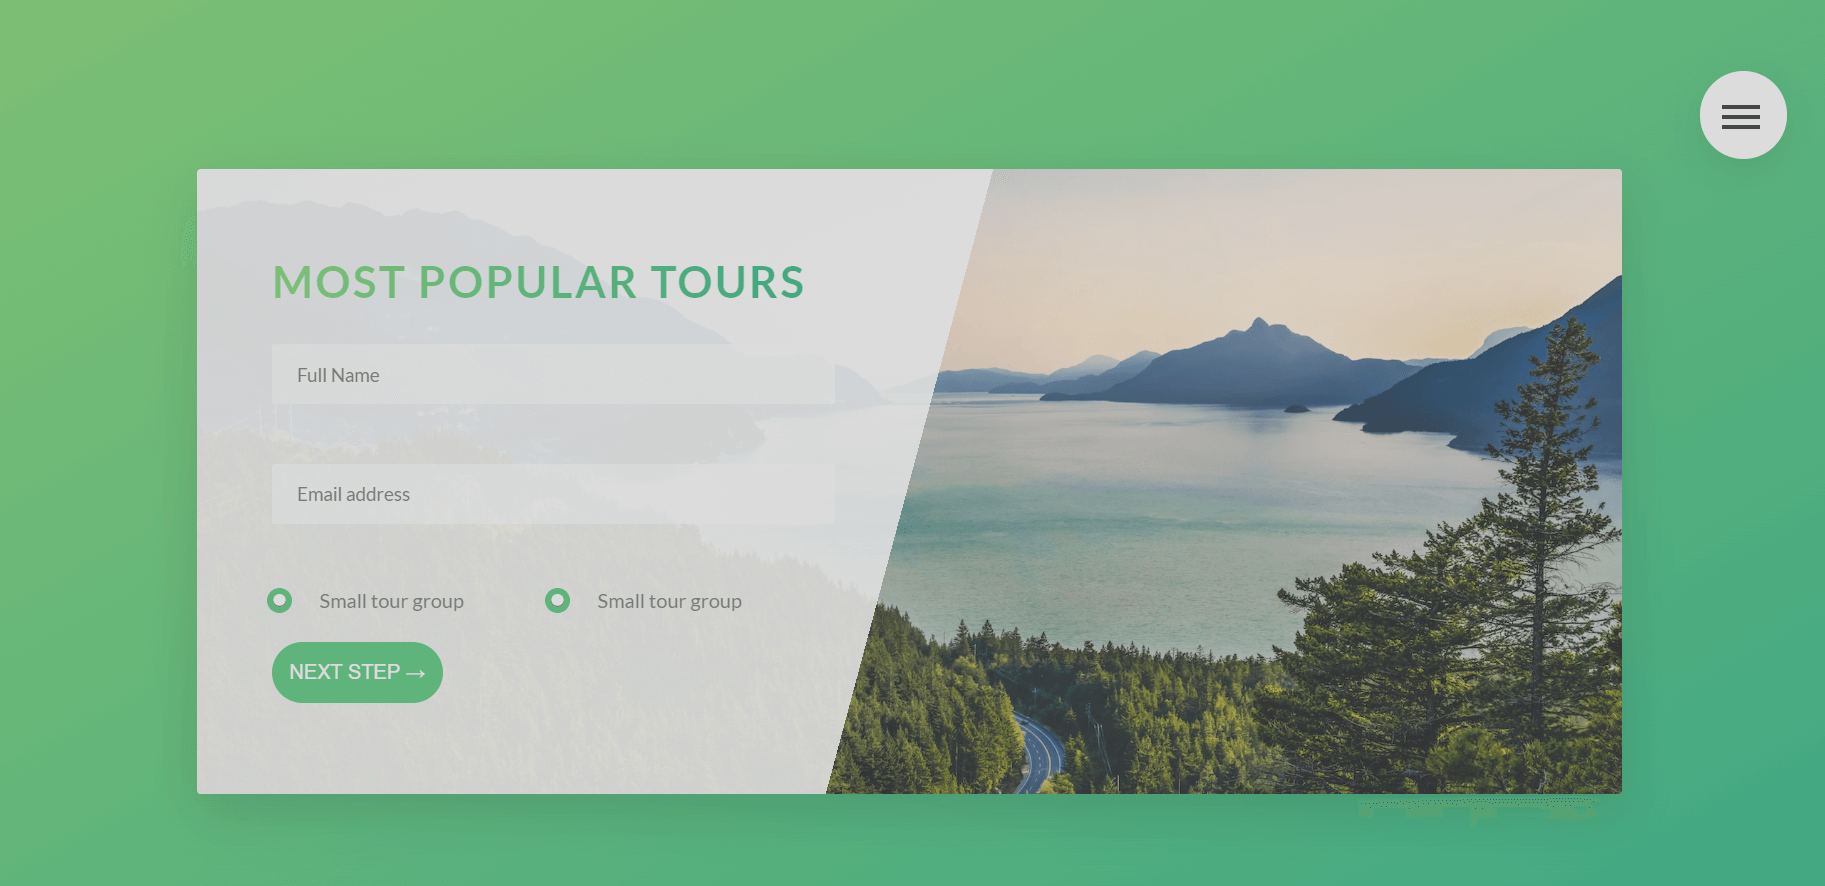 MOST POPULAR TOURS
Full Name
Email address
Small tour group Small tour group
NEXT STEP →